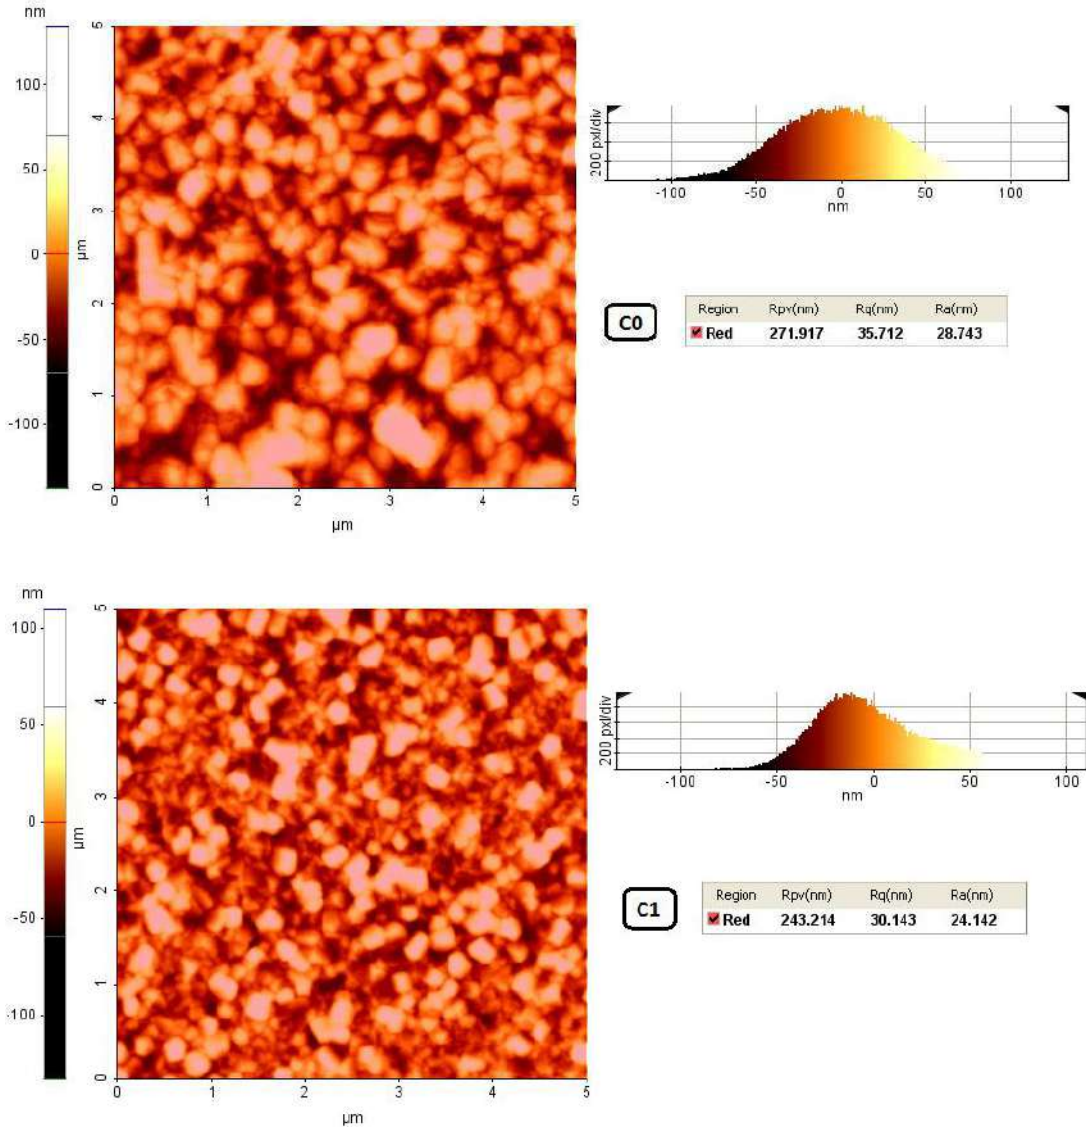 nm
100
50
0
-50
-100
5
4
3
µm
2
1
0
0 1 2 3 4 5
µm
200 pxl/div
-100 -50 0 50 100
nm
C0
Region Rpv(nm) Rq(nm) Ra(nm)
Red 271.917 35.712 28.743
nm
100
50
0
-50
-100
5
4
3
µm
2
1
0
0 1 2 3 4 5
µm
200 pxl/div
-100 -50 0 50 100
nm
C1
Region Rpv(nm) Rq(nm) Ra(nm)
Red 243.214 30.143 24.142